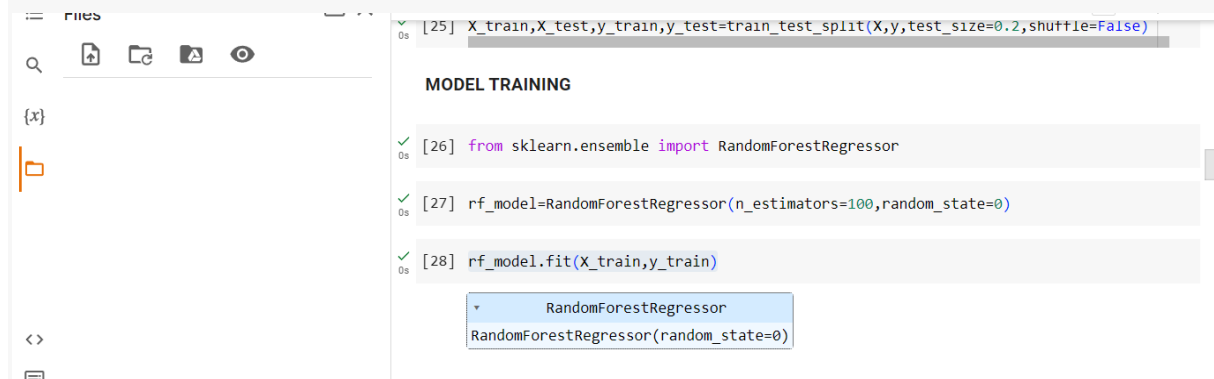 Files
[25] X_train,X_test,y_train,y_test=train_test_split(X,y,test_size=0.2,shuffle=False)
0s
MODEL TRAINING
{x}
[26] from sklearn.ensemble import RandomForestRegressor
0s
[27] rf_model=RandomForestRegressor(n_estimators=100,random_state=0)
0s
[28] rf_model.fit(X_train,y_train)
0s
RandomForestRegressor
RandomForestRegressor(random_state=0)